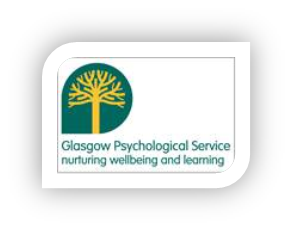 Glasgow Psychological Service
nurturing wellbeing and learning